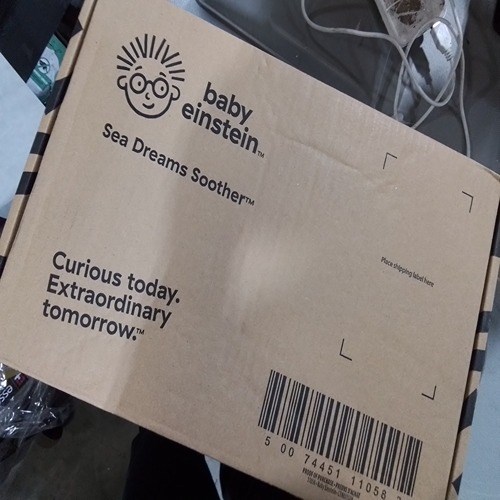 baby
einstein™
Sea Dreams Soother™
Place shipping label here
Curious today.
Extraordinary
tomorrow.™
5 00 74451 11058